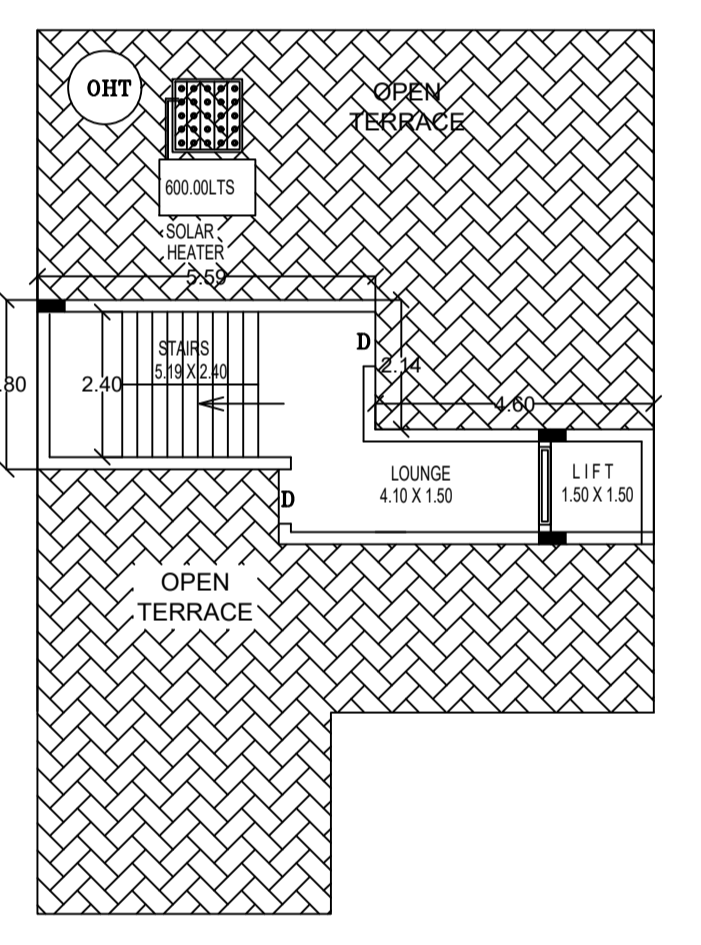 OHT
OPEN
TERRACE
600.00LTS
SOLAR
HEATER
5.59
D
STAIRS
5.19 X 2.40
2.14
.80
2.40
4.60
LOUNGE
4.10 X 1.50
LIFT
1.50 X 1.50
D
OPEN
TERRACE